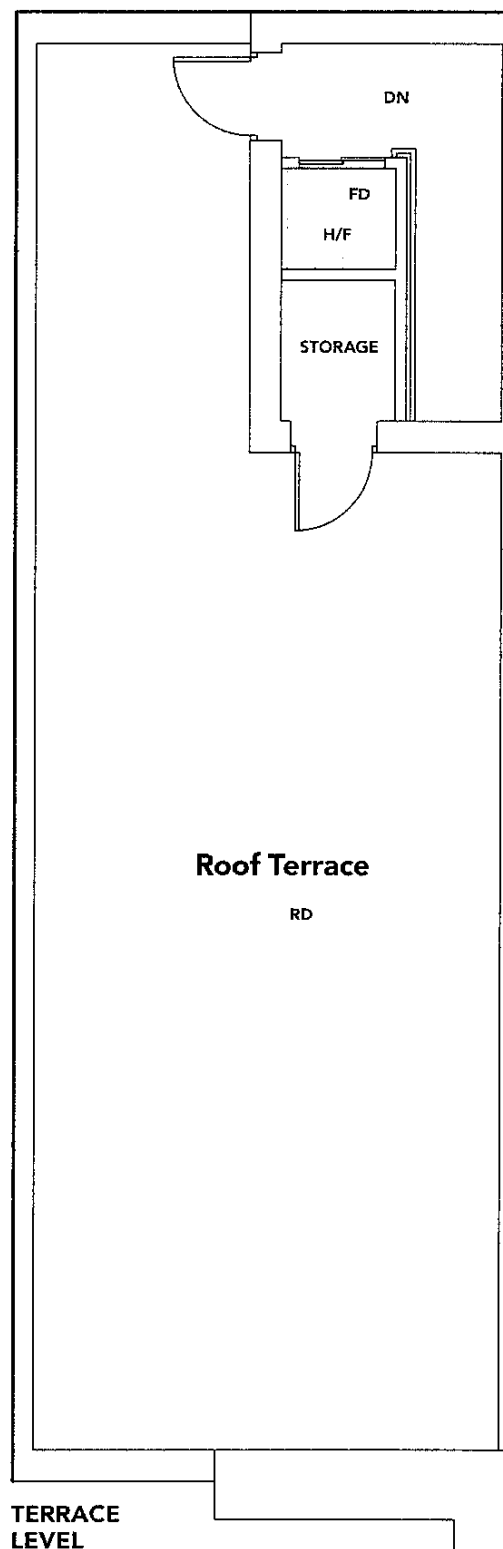 DN
FD
H/F
STORAGE
Roof Terrace
RD
TERRACE
LEVEL